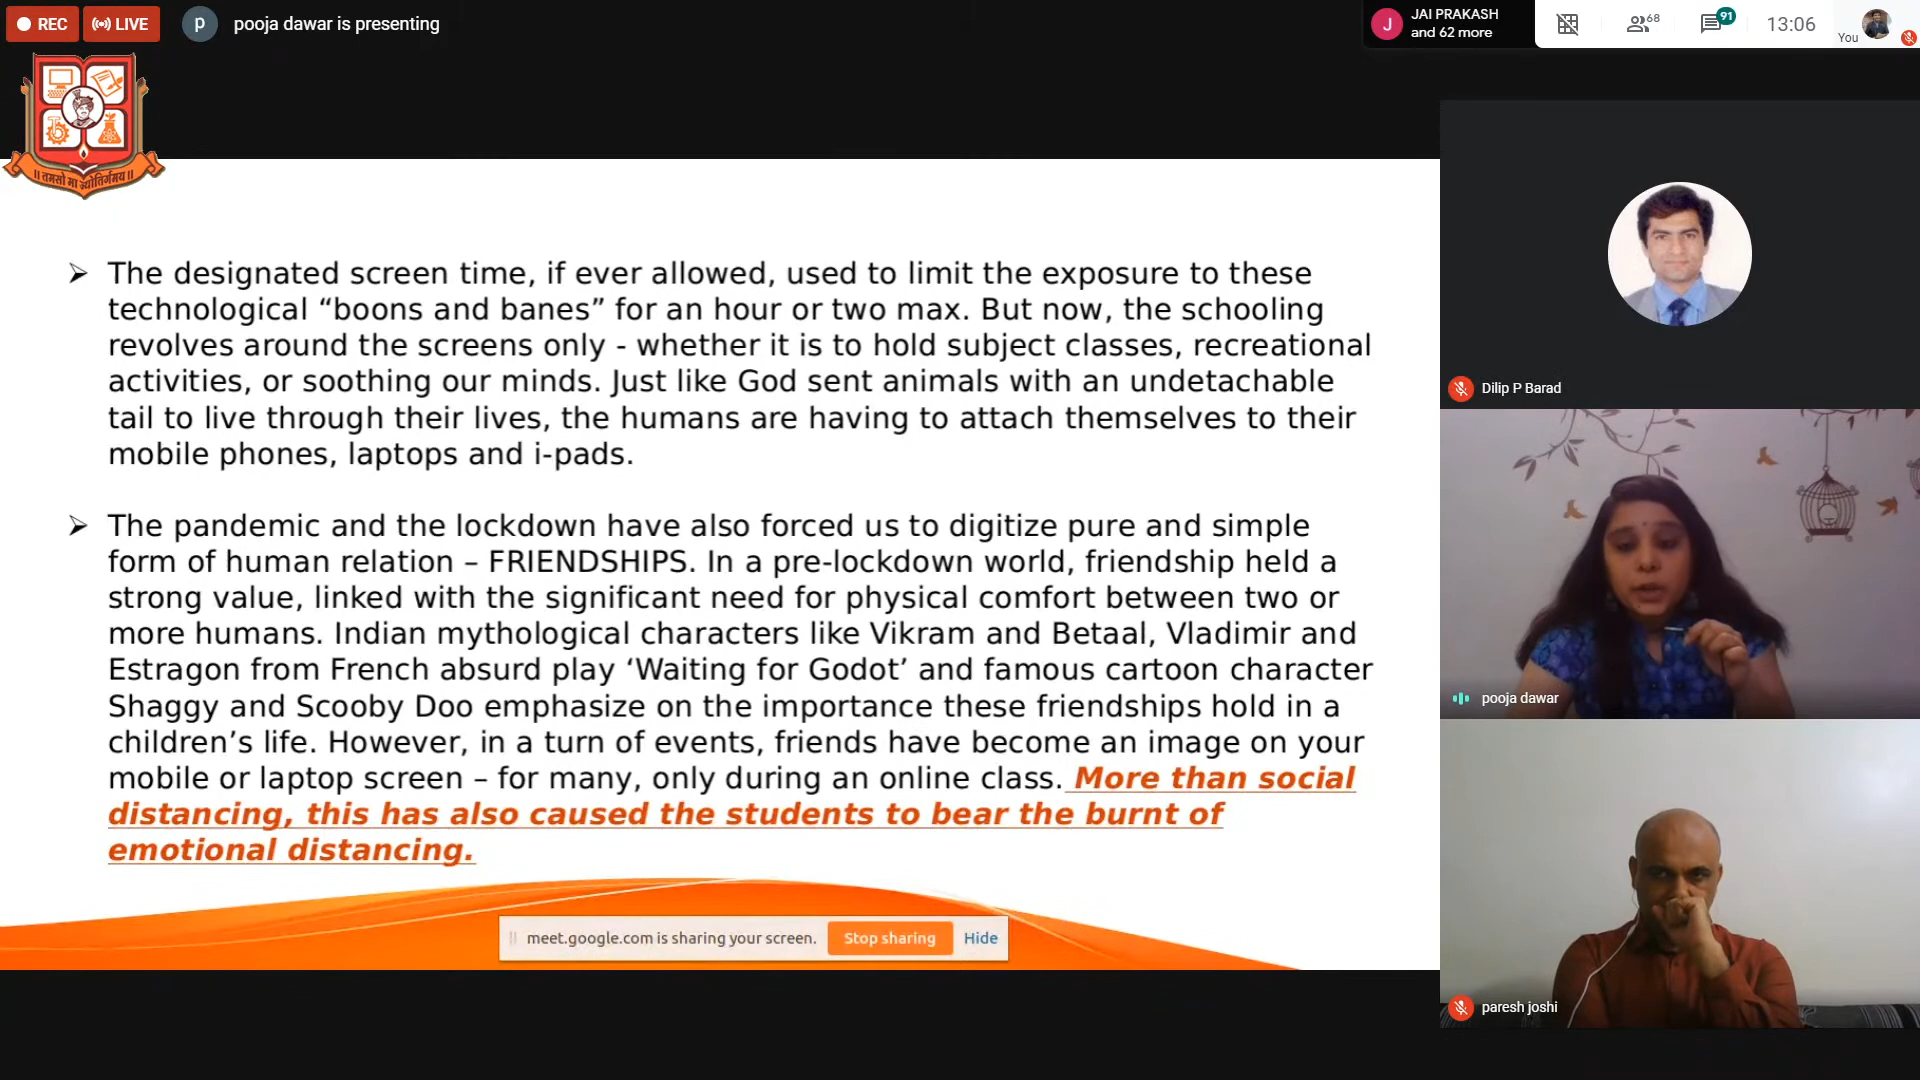 REC
LIVE
p
pooja dawar is presenting
J
JAI PRAKASH
and 62 more
68
91
13:06
You
॥ तमसो मा ज्योतिर्गमय ॥
➢ The designated screen time, if ever allowed, used to limit the exposure to these
technological “boons and banes” for an hour or two max. But now, the schooling
revolves around the screens only - whether it is to hold subject classes, recreational
activities, or soothing our minds. Just like God sent animals with an undetachable
tail to live through their lives, the humans are having to attach themselves to their
mobile phones, laptops and i-pads.
➢ The pandemic and the lockdown have also forced us to digitize pure and simple
form of human relation – FRIENDSHIPS. In a pre-lockdown world, friendship held a
strong value, linked with the significant need for physical comfort between two or
more humans. Indian mythological characters like Vikram and Betaal, Vladimir and
Estragon from French absurd play ‘Waiting for Godot’ and famous cartoon character
Shaggy and Scooby Doo emphasize on the importance these friendships hold in a
children’s life. However, in a turn of events, friends have become an image on your
mobile or laptop screen – for many, only during an online class. More than social
distancing, this has also caused the students to bear the burnt of
emotional distancing.
meet.google.com is sharing your screen.
Stop sharing
Hide
Dilip P Barad
pooja dawar
paresh joshi